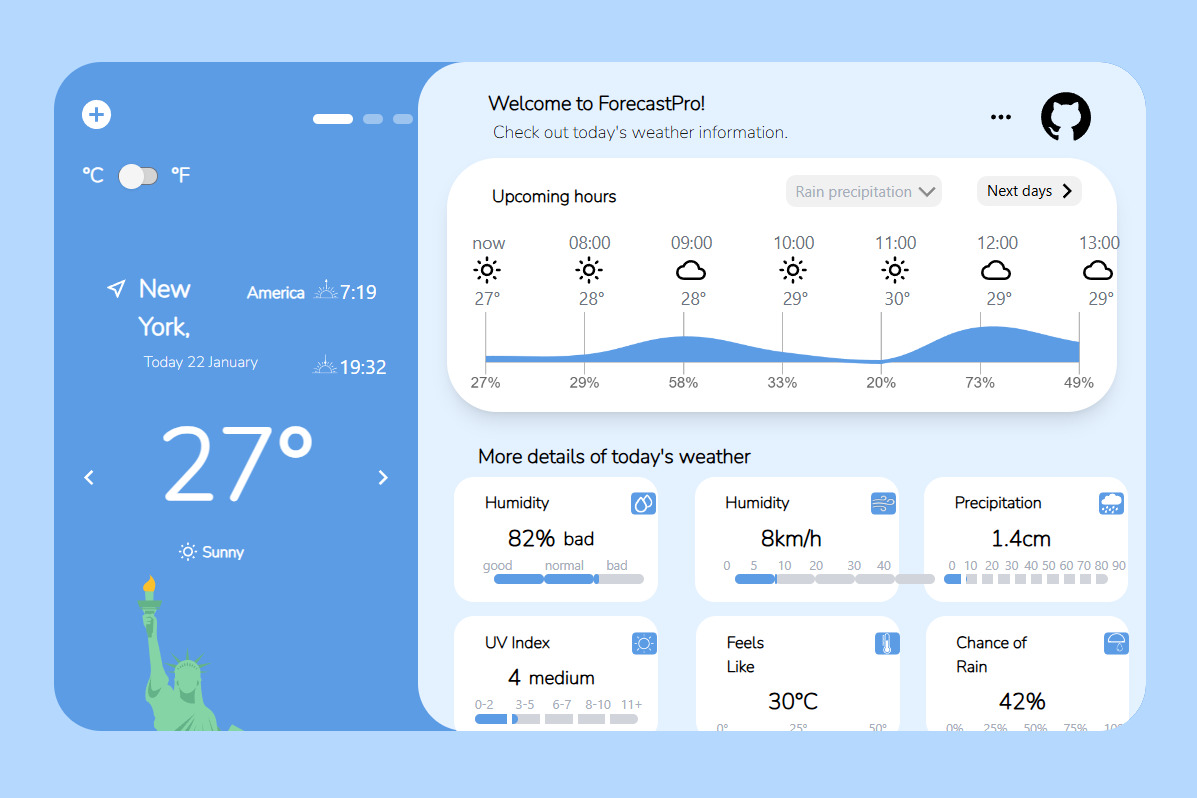 °C °F
New
York,
America 7:19
Today 22 January
19:32
27°
Sunny
Welcome to ForecastPro!
Check out today's weather information.
Upcoming hours
Rain precipitation
Next days
now 08:00 09:00 10:00 11:00 12:00 13:00
27° 28° 28° 29° 30° 29° 29°
27% 29% 58% 33% 20% 73% 49%
More details of today's weather
Humidity
82% bad
good normal bad
Humidity
8km/h
0 5 10 20 30 40
Precipitation
1.4cm
0 10 20 30 40 50 60 70 80 90
UV Index
4 medium
0-2 3-5 6-7 8-10 11+
Feels
Like
30°C
0° 25° 50°
Chance of
Rain
42%
0% 25% 50% 75%